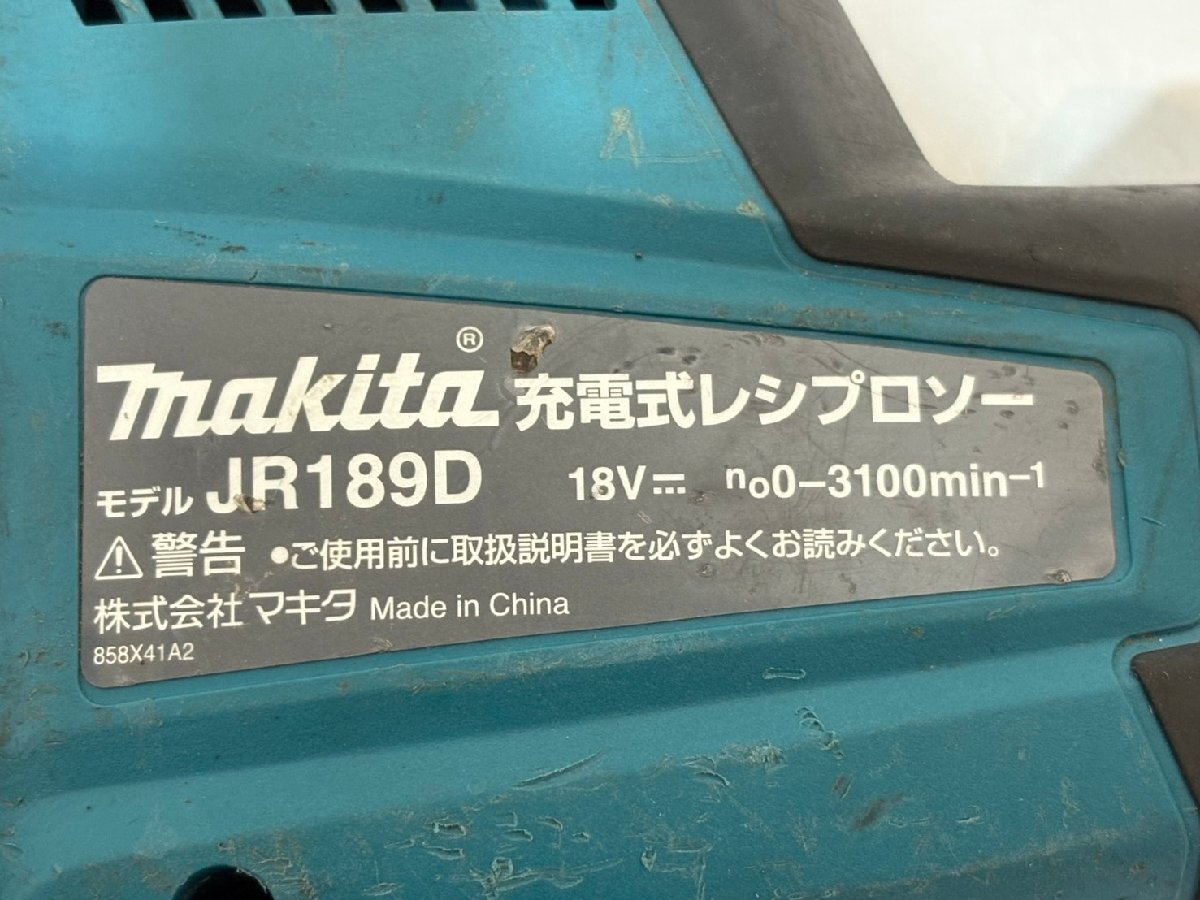 makita® 充電式レシプロソー
モデル JR189D 18V⎓ n₀0-3100min⁻¹
⚠警告 ●ご使用前に取扱説明書を必ずよくお読みください。
株式会社マキタ Made in China
858X41A2